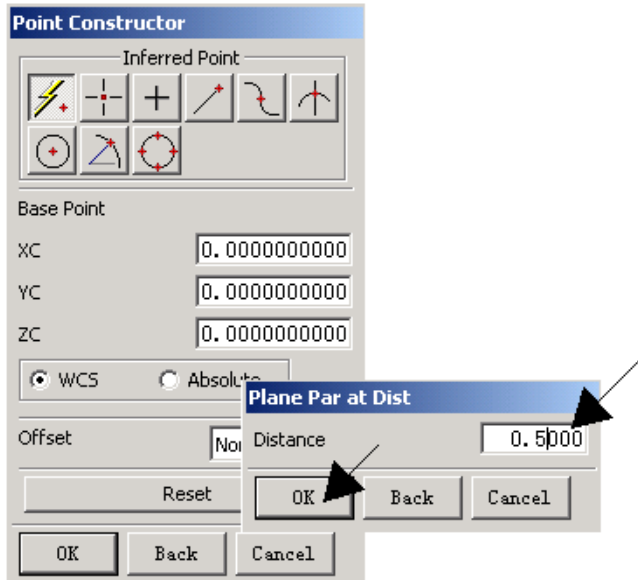 Point Constructor
Inferred Point
Base Point
XC 0.0000000000
YC 0.0000000000
ZC 0.0000000000
WCS
Plane Par at Dist
Distance 0.5000
OK Back Cancel
Offset
Reset
OK Back Cancel